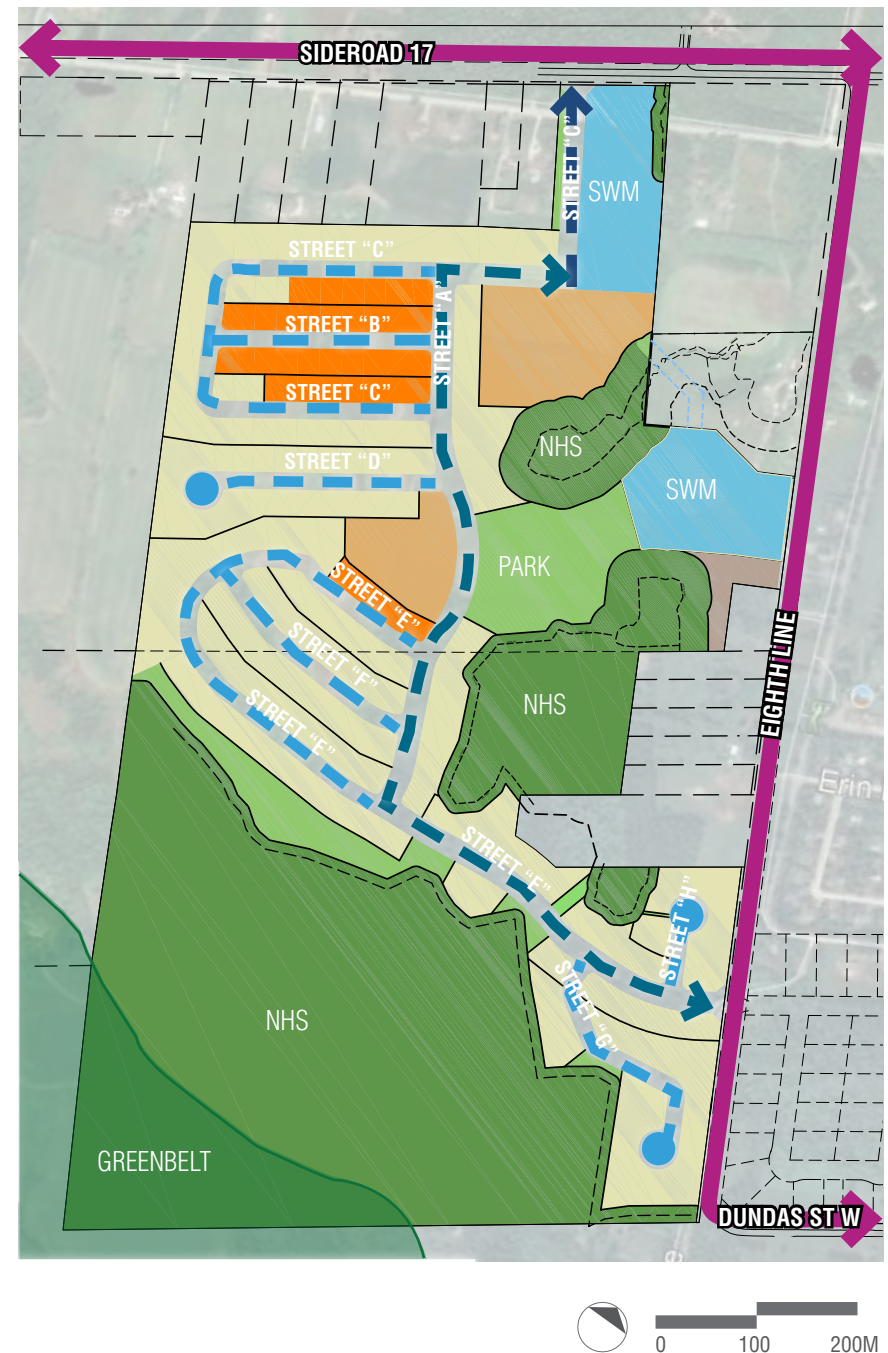 SIDEROAD 17
STREET “C”
SWM
STREET “C”
STREET “A”
STREET “B”
STREET “C”
NHS
STREET “D”
SWM
PARK
STREET “E”
EIGHTH LINE
STREET “F”
NHS
STREET “E”
Erin
STREET “E”
STREET “H”
STREET “G”
NHS
GREENBELT
DUNDAS ST W
0 100 200M